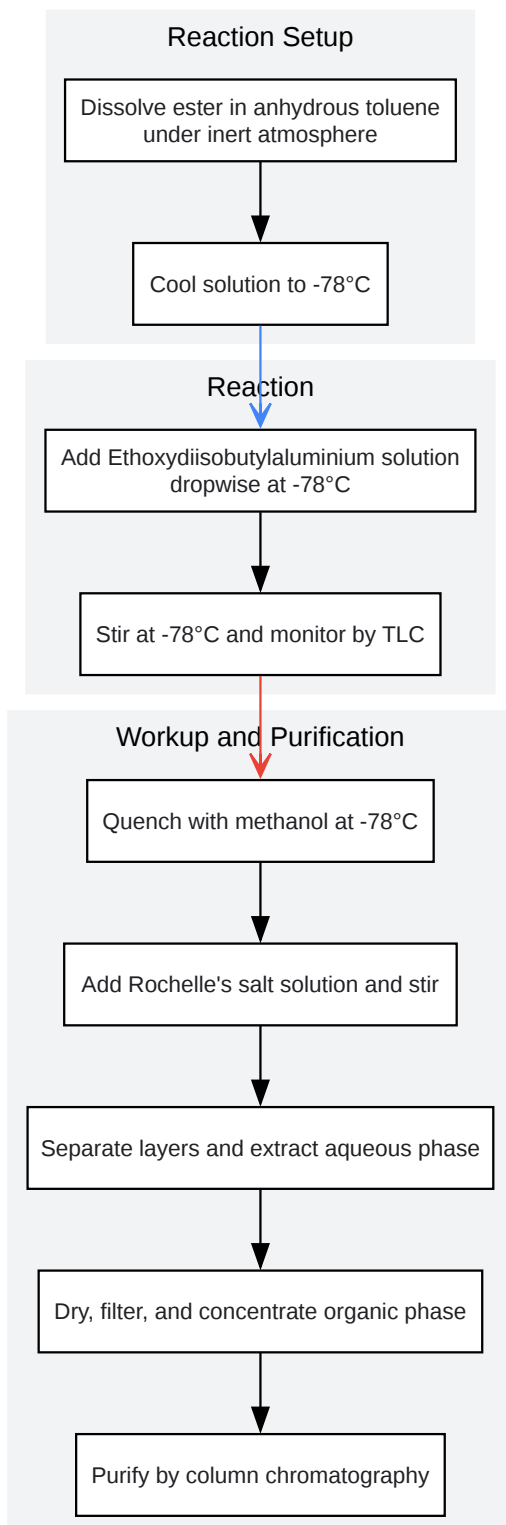 Reaction Setup
Dissolve ester in anhydrous toluene
under inert atmosphere
Cool solution to -78°C
Reaction
Add Ethoxydiisobutylaluminium solution
dropwise at -78°C
Stir at -78°C and monitor by TLC
Workup and Purification
Quench with methanol at -78°C
Add Rochelle's salt solution and stir
Separate layers and extract aqueous phase
Dry, filter, and concentrate organic phase
Purify by column chromatography